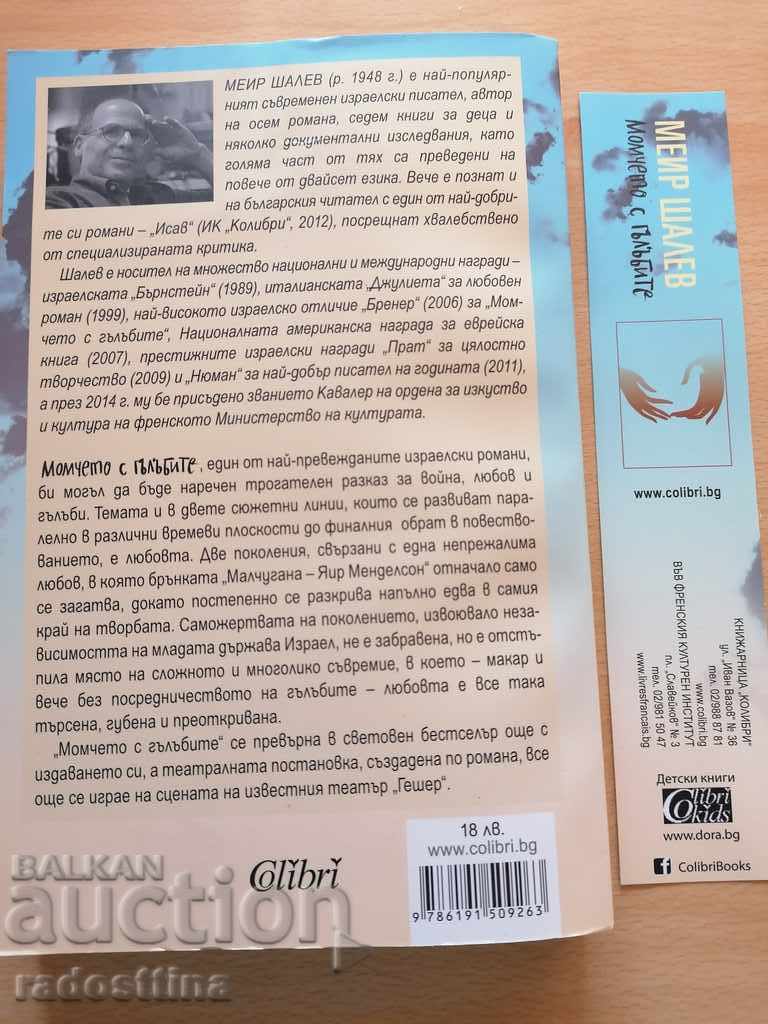 МЕИР ШАЛЕВ (р. 1948 г.) е най-популяр-
ният съвременен израелски писател, автор
на осем романа, седем книги за деца и
няколко документални изследвания, като
голяма част от тях са преведени на
повече от двайсет езика. Вече е познат и
на българския читател с един от най-добри-
те си романи – „Исав“ (ИК „Колибри“, 2012), посрещнат хвалебствено
от специализираната критика.
Шалев е носител на множество национални и международни награди –
израелската „Бърнстейн“ (1989), италианската „Джулиета“ за любовен
роман (1999), най-високото израелско отличие „Бренер“ (2006) за „Мом-
чето с гълъбите“, Националната американска награда за еврейска
книга (2007), престижните израелски награди „Прат“ за цялостно
творчество (2009) и „Нюман“ за най-добър писател на годината (2011),
а през 2014 г. му бе присъдено званието Кавалер на ордена за изкуство
и култура на френското Министерство на културата.
Момчето с гълъбите, един от най-превежданите израелски романи,
би могъл да бъде наречен трогателен разказ за война, любов и
гълъби. Темата и в двете сюжетни линии, които се развиват пара-
лелно в различни времеви плоскости до финалния обрат в повество-
ванието, е любовта. Две поколения, свързани с една непрежалима
любов, в която брънката „Малчугана – Яир Менделсон“ отначало само
се загатва, докато постепенно се разкрива напълно едва в самия
край на творбата. Саможертвата на поколението, извоювало неза-
висимостта на младата държава Израел, не е забравена, но е отстъ-
пила място на сложното и многолико съвремие, в което – макар и
вече без посредничеството на гълъбите – любовта е все така
търсена, губена и преоткривана.
„Момчето с гълъбите“ се превърна в световен бестселър още с
издаването си, а театралната постановка, създадена по романа, все
още се играе на сцената на известния театър „Гешер“.
Colibri
18 лв.
www.colibri.bg
9 786191 509263
МЕИР ШАЛЕВ
Момчето с гълъбите
www.colibri.bg
КНИЖАРНИЦА „КОЛИБРИ“
ул. „Иван Вазов“ № 36
тел. 02/988 87 81
www.colibri.bg
ВЪВ ФРЕНСКИЯ КУЛТУРЕН ИНСТИТУТ
пл. „Славейков“ № 3
тел. 02/981 50 47
www.livresfrancais.bg
Детски книги
Colibri
kids
www.dora.bg
f ColibriBooks
BALKAN
auction
radosttina